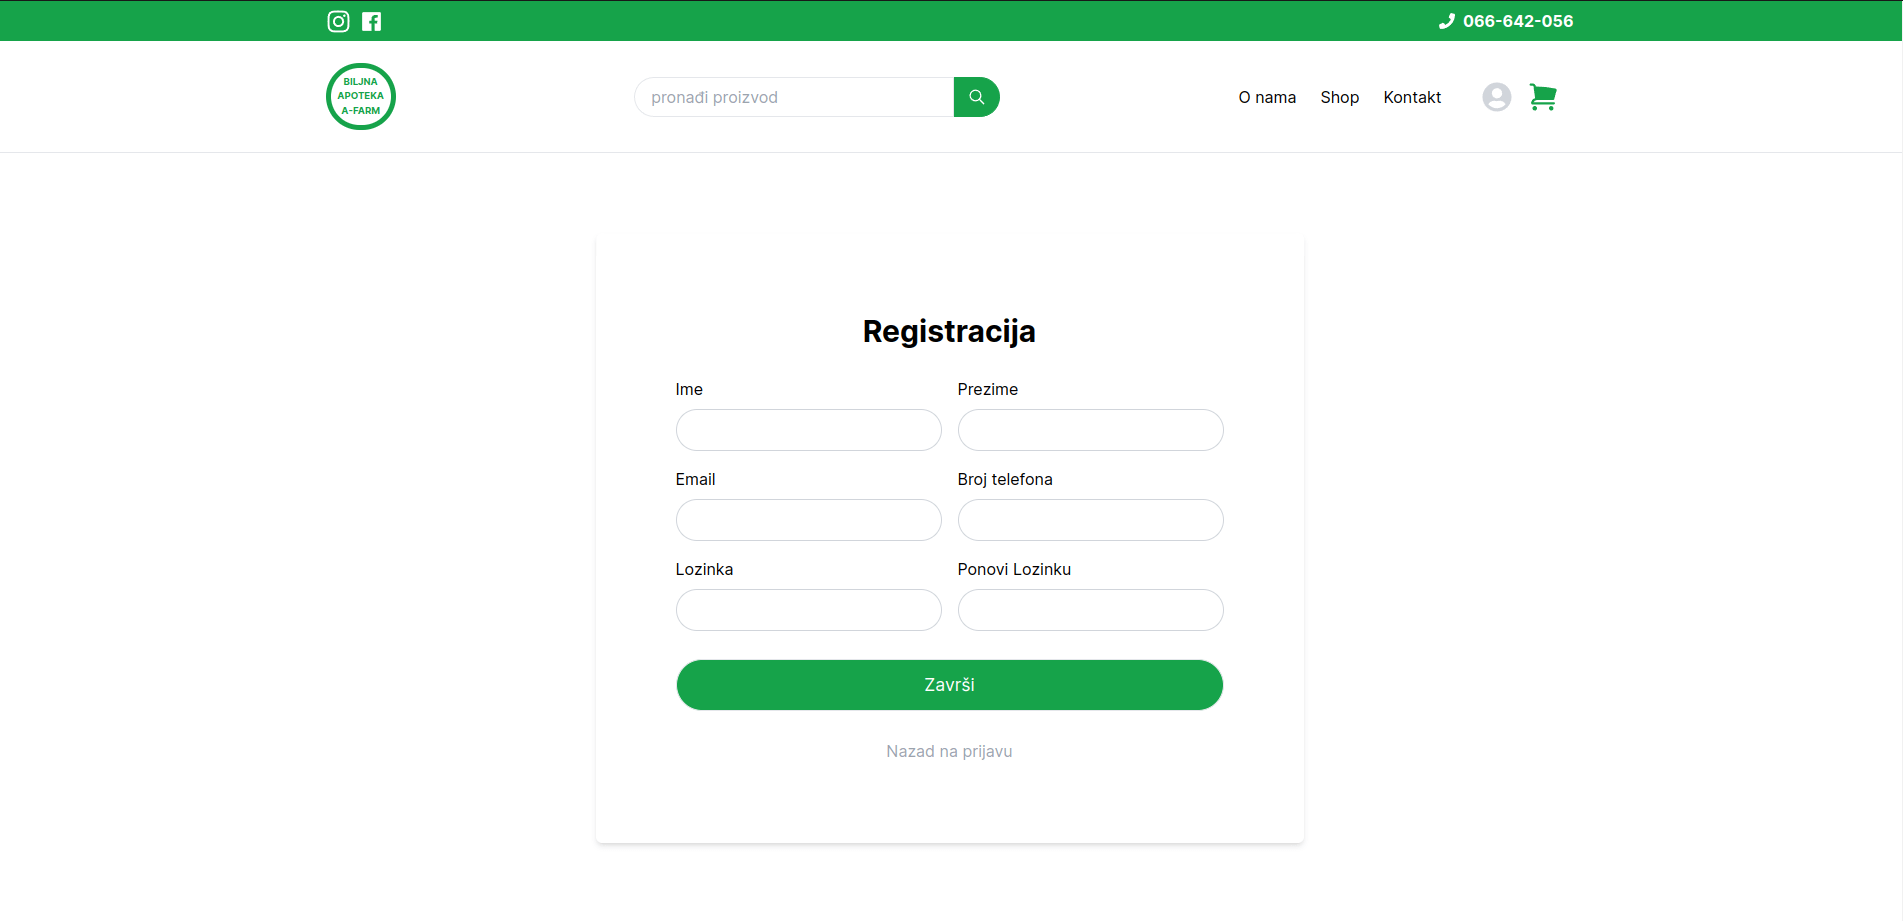 066-642-056
BILJNA
APOTEKA
A-FARM
pronađi proizvod
O nama Shop Kontakt
Registracija
Ime Prezime
Email Broj telefona
Lozinka Ponovi Lozinku
Završi
Nazad na prijavu